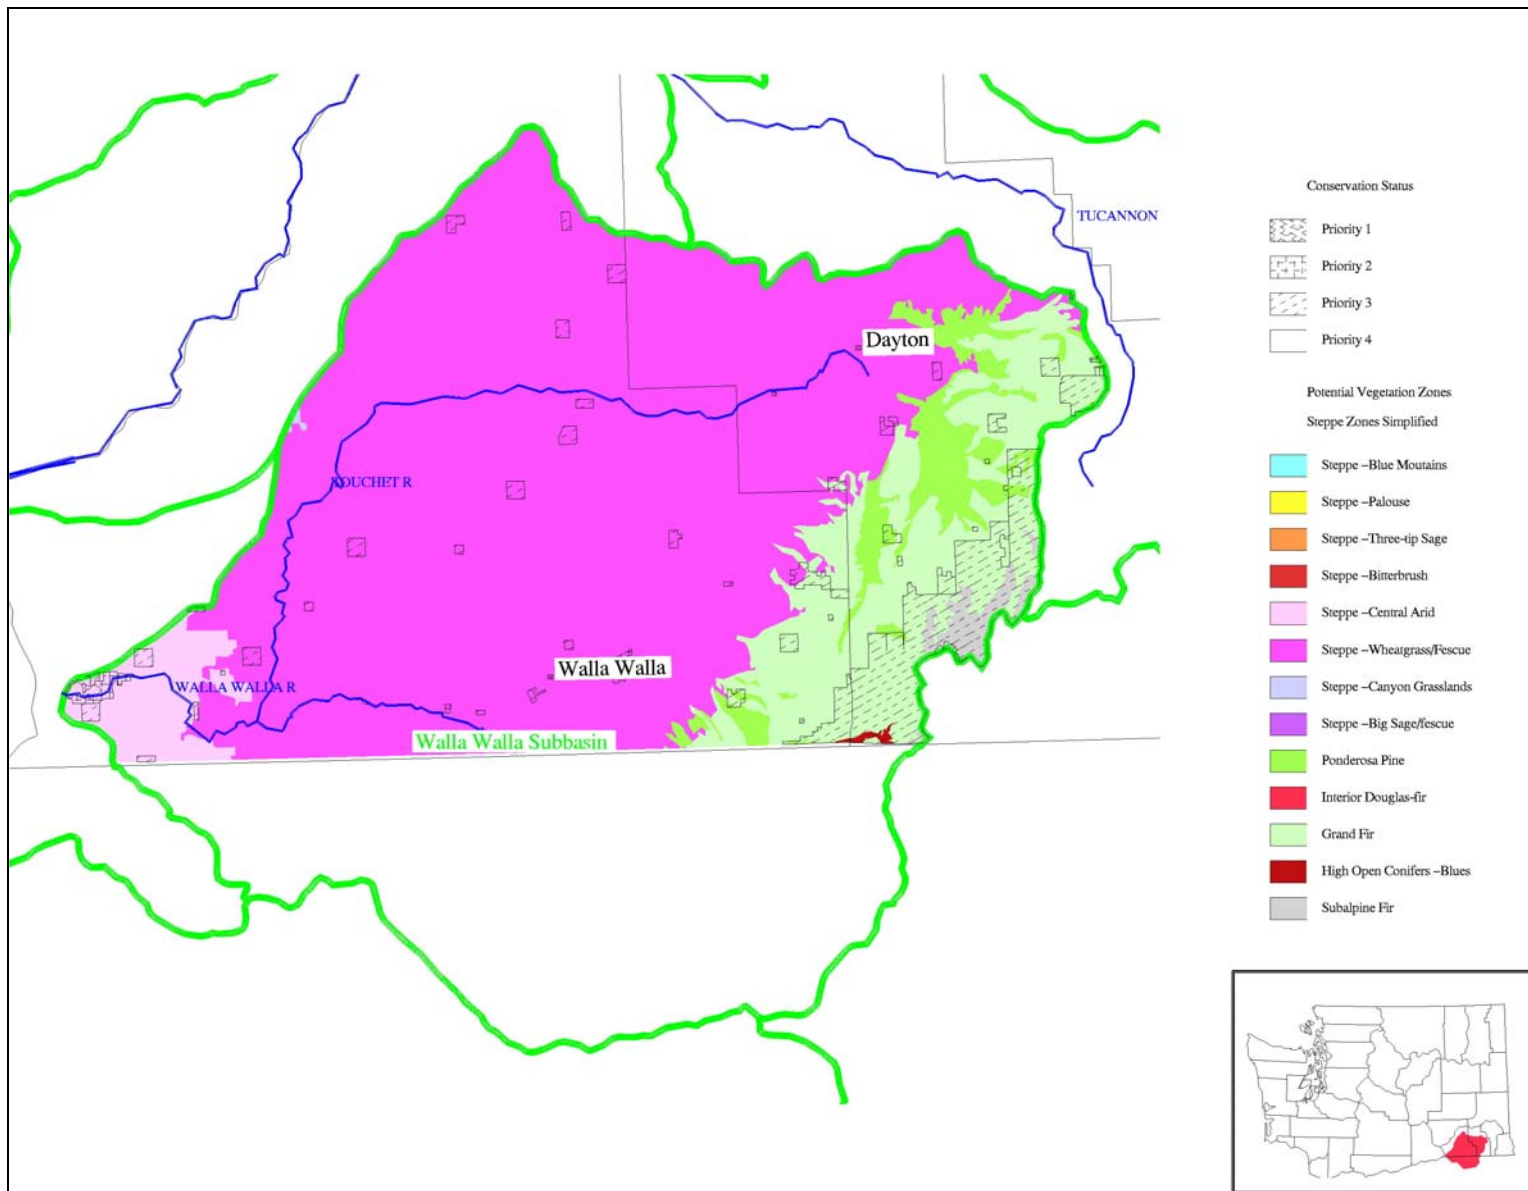 TUCANNON
Dayton
TOUCHET R
Walla Walla
WALLA WALLA R
Walla Walla Subbasin
Conservation Status
Priority 1
Priority 2
Priority 3
Priority 4
Potential Vegetation Zones
Steppe Zones Simplified
Steppe –Blue Moutains
Steppe –Palouse
Steppe –Three-tip Sage
Steppe –Bitterbrush
Steppe –Central Arid
Steppe –Wheatgrass/Fescue
Steppe –Canyon Grasslands
Steppe –Big Sage/fescue
Ponderosa Pine
Interior Douglas-fir
Grand Fir
High Open Conifers –Blues
Subalpine Fir